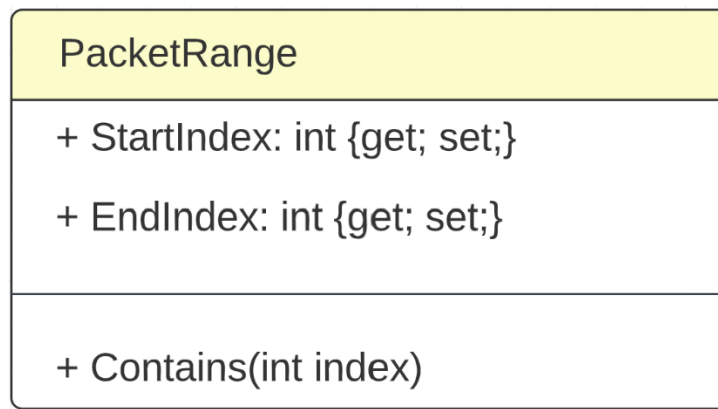 PacketRange
+ StartIndex: int {get; set;}
+ EndIndex: int {get; set;}
+ Contains(int index)